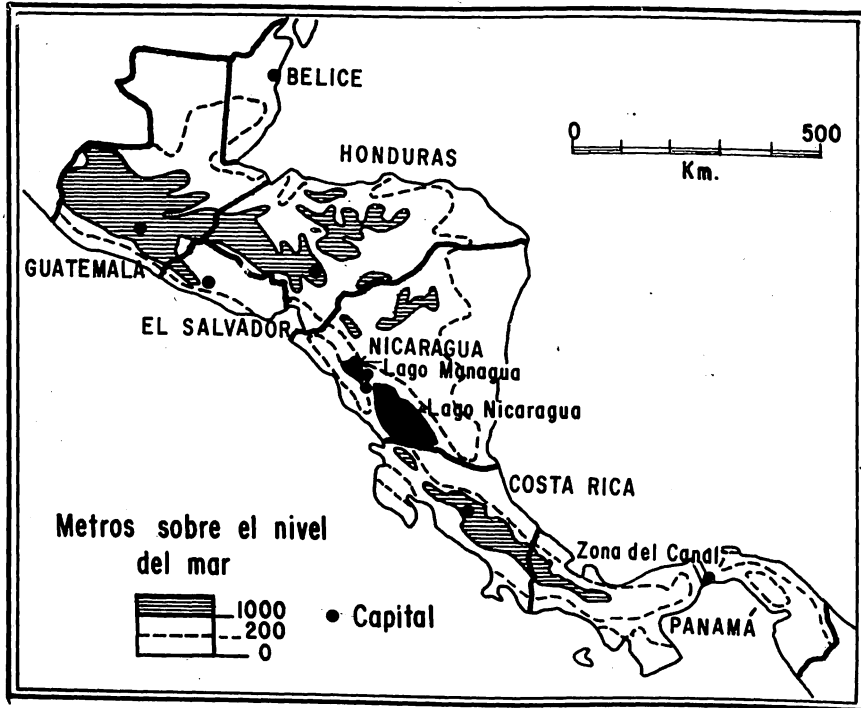 BELICE
0 500
Km.
HONDURAS
GUATEMALA
EL SALVADOR
NICARAGUA
Lago Managua
Lago Nicaragua
COSTA RICA
Zona del Canal
PANAMÁ
Metros sobre el nivel
del mar
1000
200
0
Capital